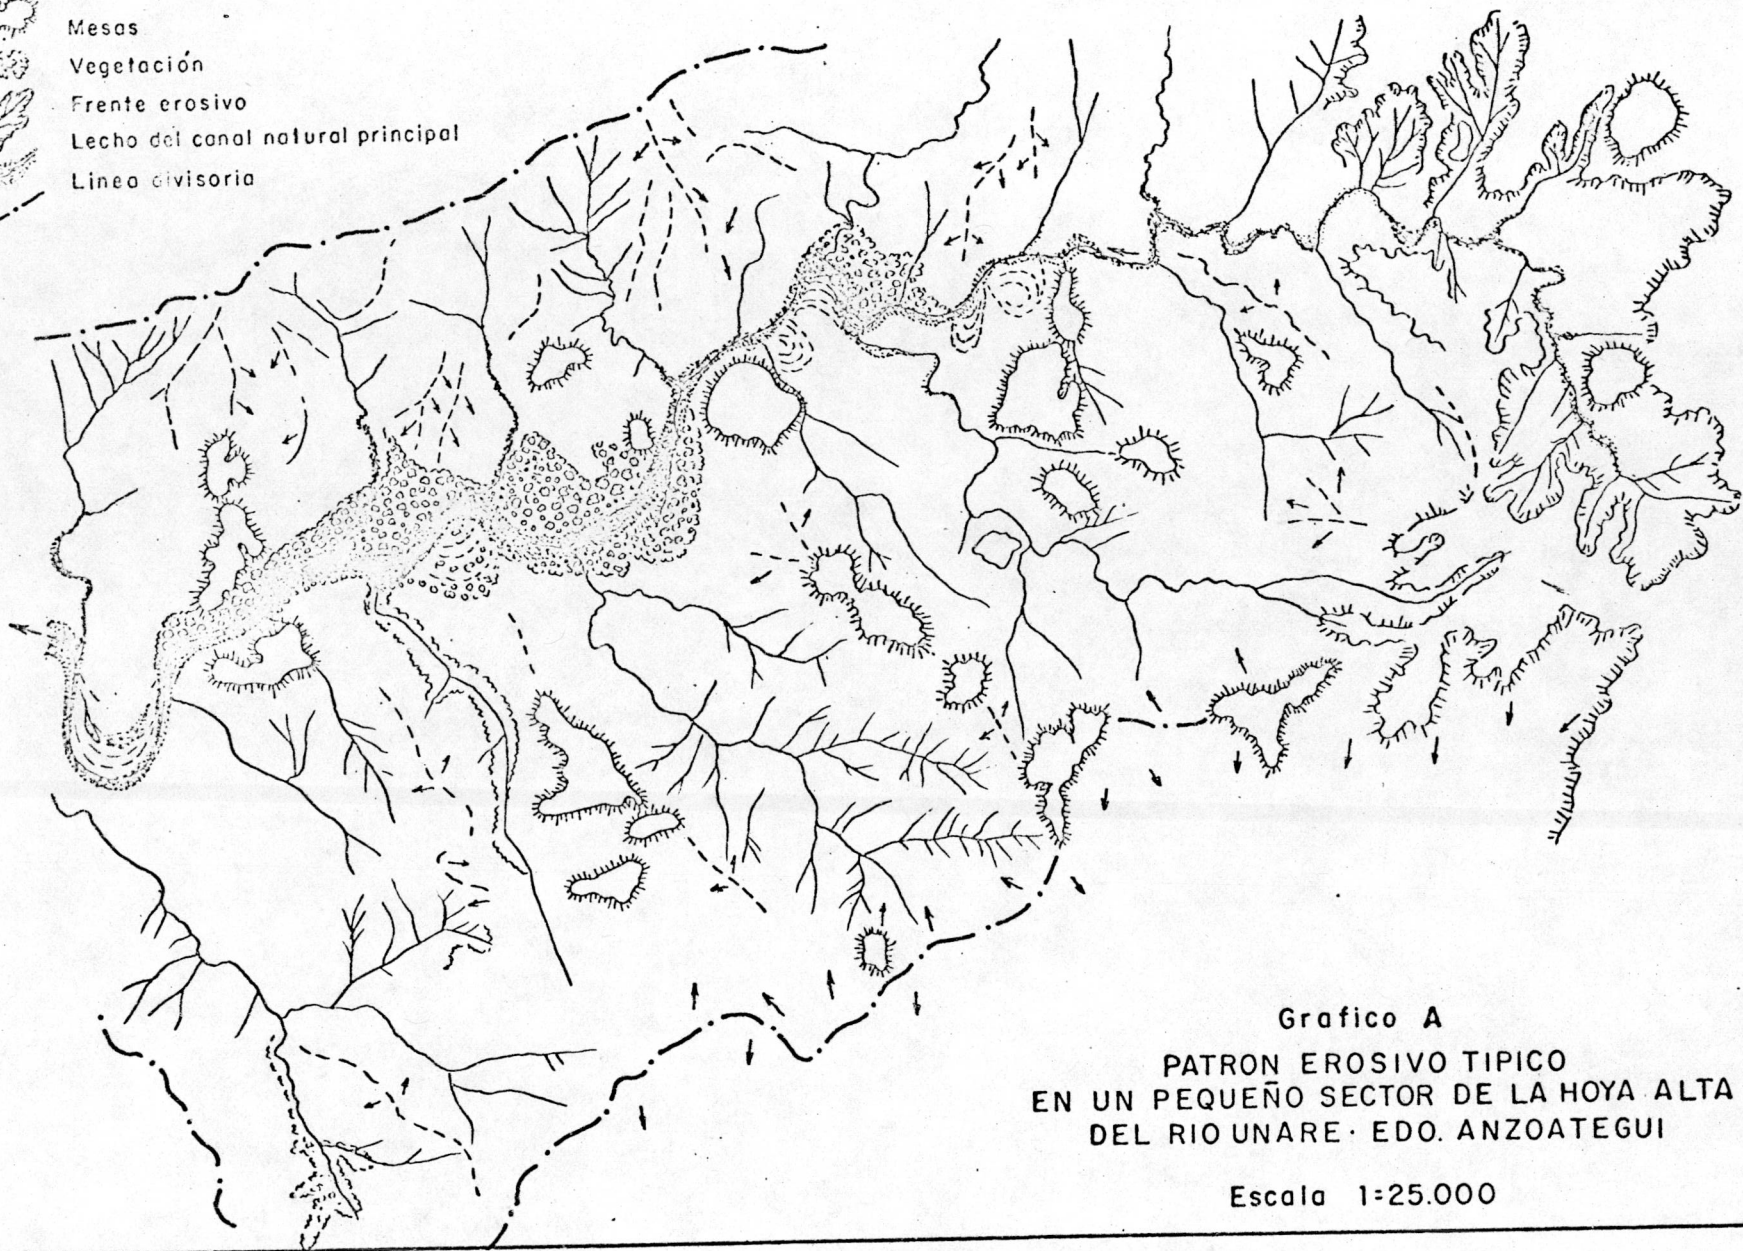 Mesas
Vegetación
Frente erosivo
Lecho del canal natural principal
Linea divisoria
Grafico A
PATRON EROSIVO TIPICO
EN UN PEQUEÑO SECTOR DE LA HOYA ALTA
DEL RIO UNARE · EDO. ANZOATEGUI
Escala 1:25.000